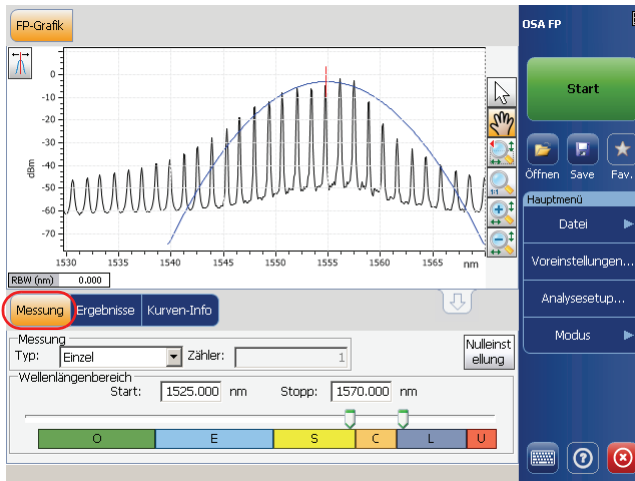 FP-Grafik
OSA FP
0
-10
-20
-30
-40
-50
-60
-70
dBm
1530 1535 1540 1545 1550 1555 1560 1565 nm
RBW (nm) 0.000
1:1
Start
Öffnen Save Fav.
Hauptmenü
Datei
Voreinstellungen...
Analysesetup...
Modus
Messung Ergebnisse Kurven-Info
Messung
Typ: Einzel Zähler: 1
Nulleinst
ellung
Wellenlängenbereich
Start: 1525.000 nm Stopp: 1570.000 nm
O E S C L U